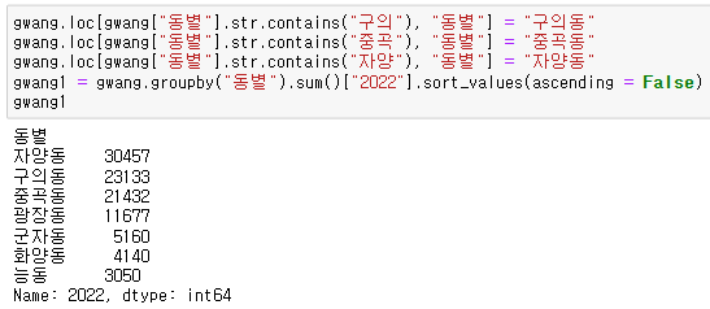 gwang.loc[gwang["동별"].str.contains("구의"), "동별"] = "구의동"
gwang.loc[gwang["동별"].str.contains("중곡"), "동별"] = "중곡동"
gwang.loc[gwang["동별"].str.contains("자양"), "동별"] = "자양동"
gwang1 = gwang.groupby("동별").sum()["2022"].sort_values(ascending = False)
gwang1
동별
자양동 30457
구의동 23133
중곡동 21432
광장동 11677
군자동 5160
화양동 4140
능동 3050
Name: 2022, dtype: int64